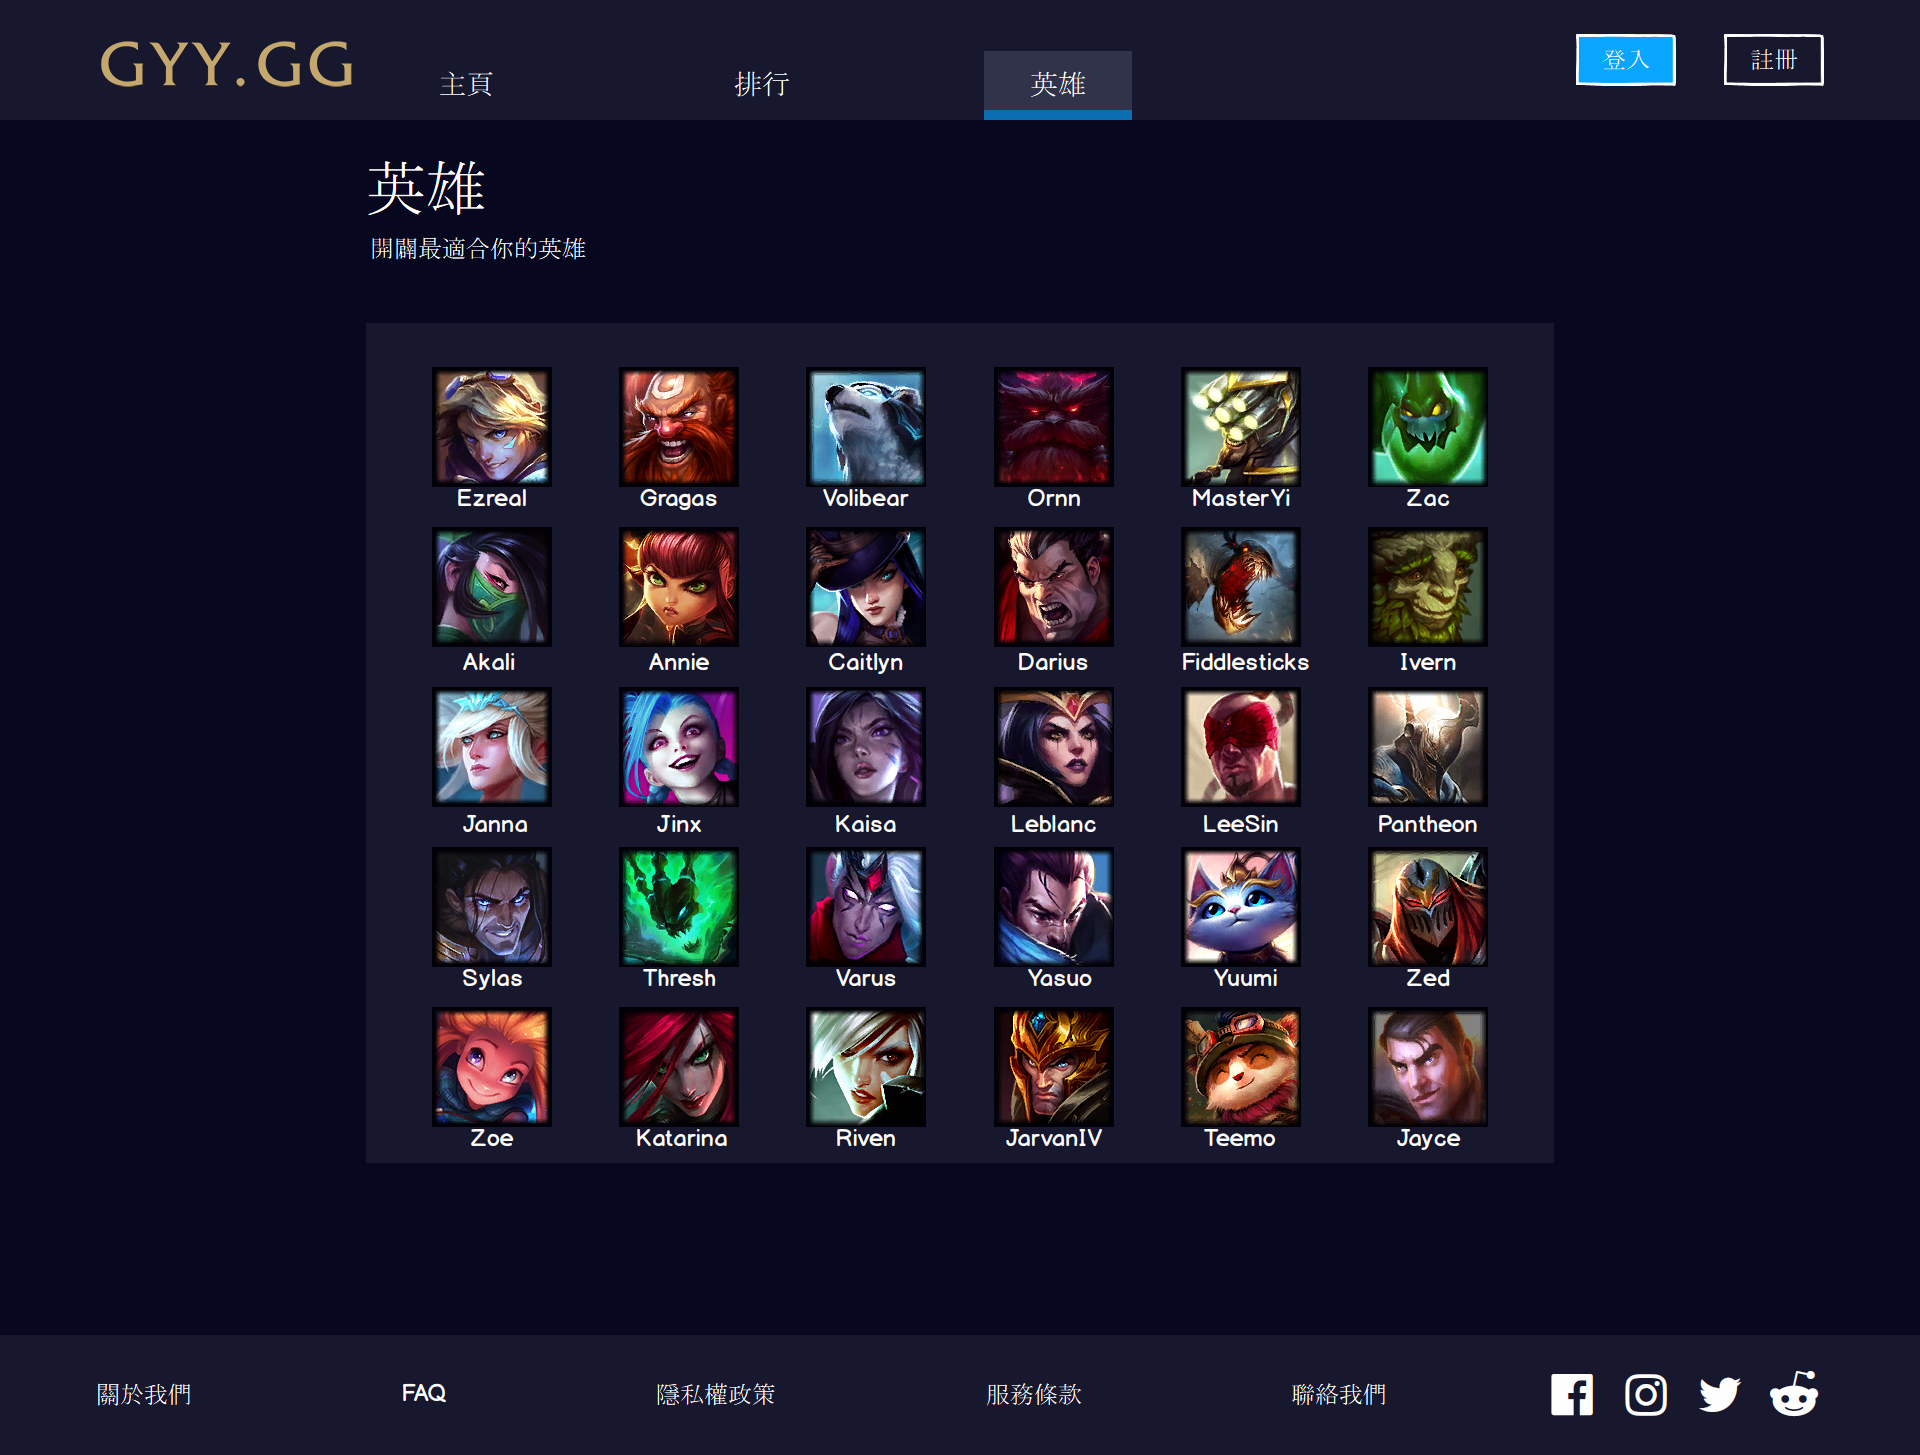 GYY.GG
主頁 排行 英雄 登入 註冊
英雄
開闢最適合你的英雄
Ezreal Gragas Volibear Ornn MasterYi Zac
Akali Annie Caitlyn Darius Fiddlesticks Ivern
Janna Jinx Kaisa Leblanc LeeSin Pantheon
Sylas Thresh Varus Yasuo Yuumi Zed
Zoe Katarina Riven JarvanIV Teemo Jayce
關於我們 FAQ 隱私權政策 服務條款 聯絡我們